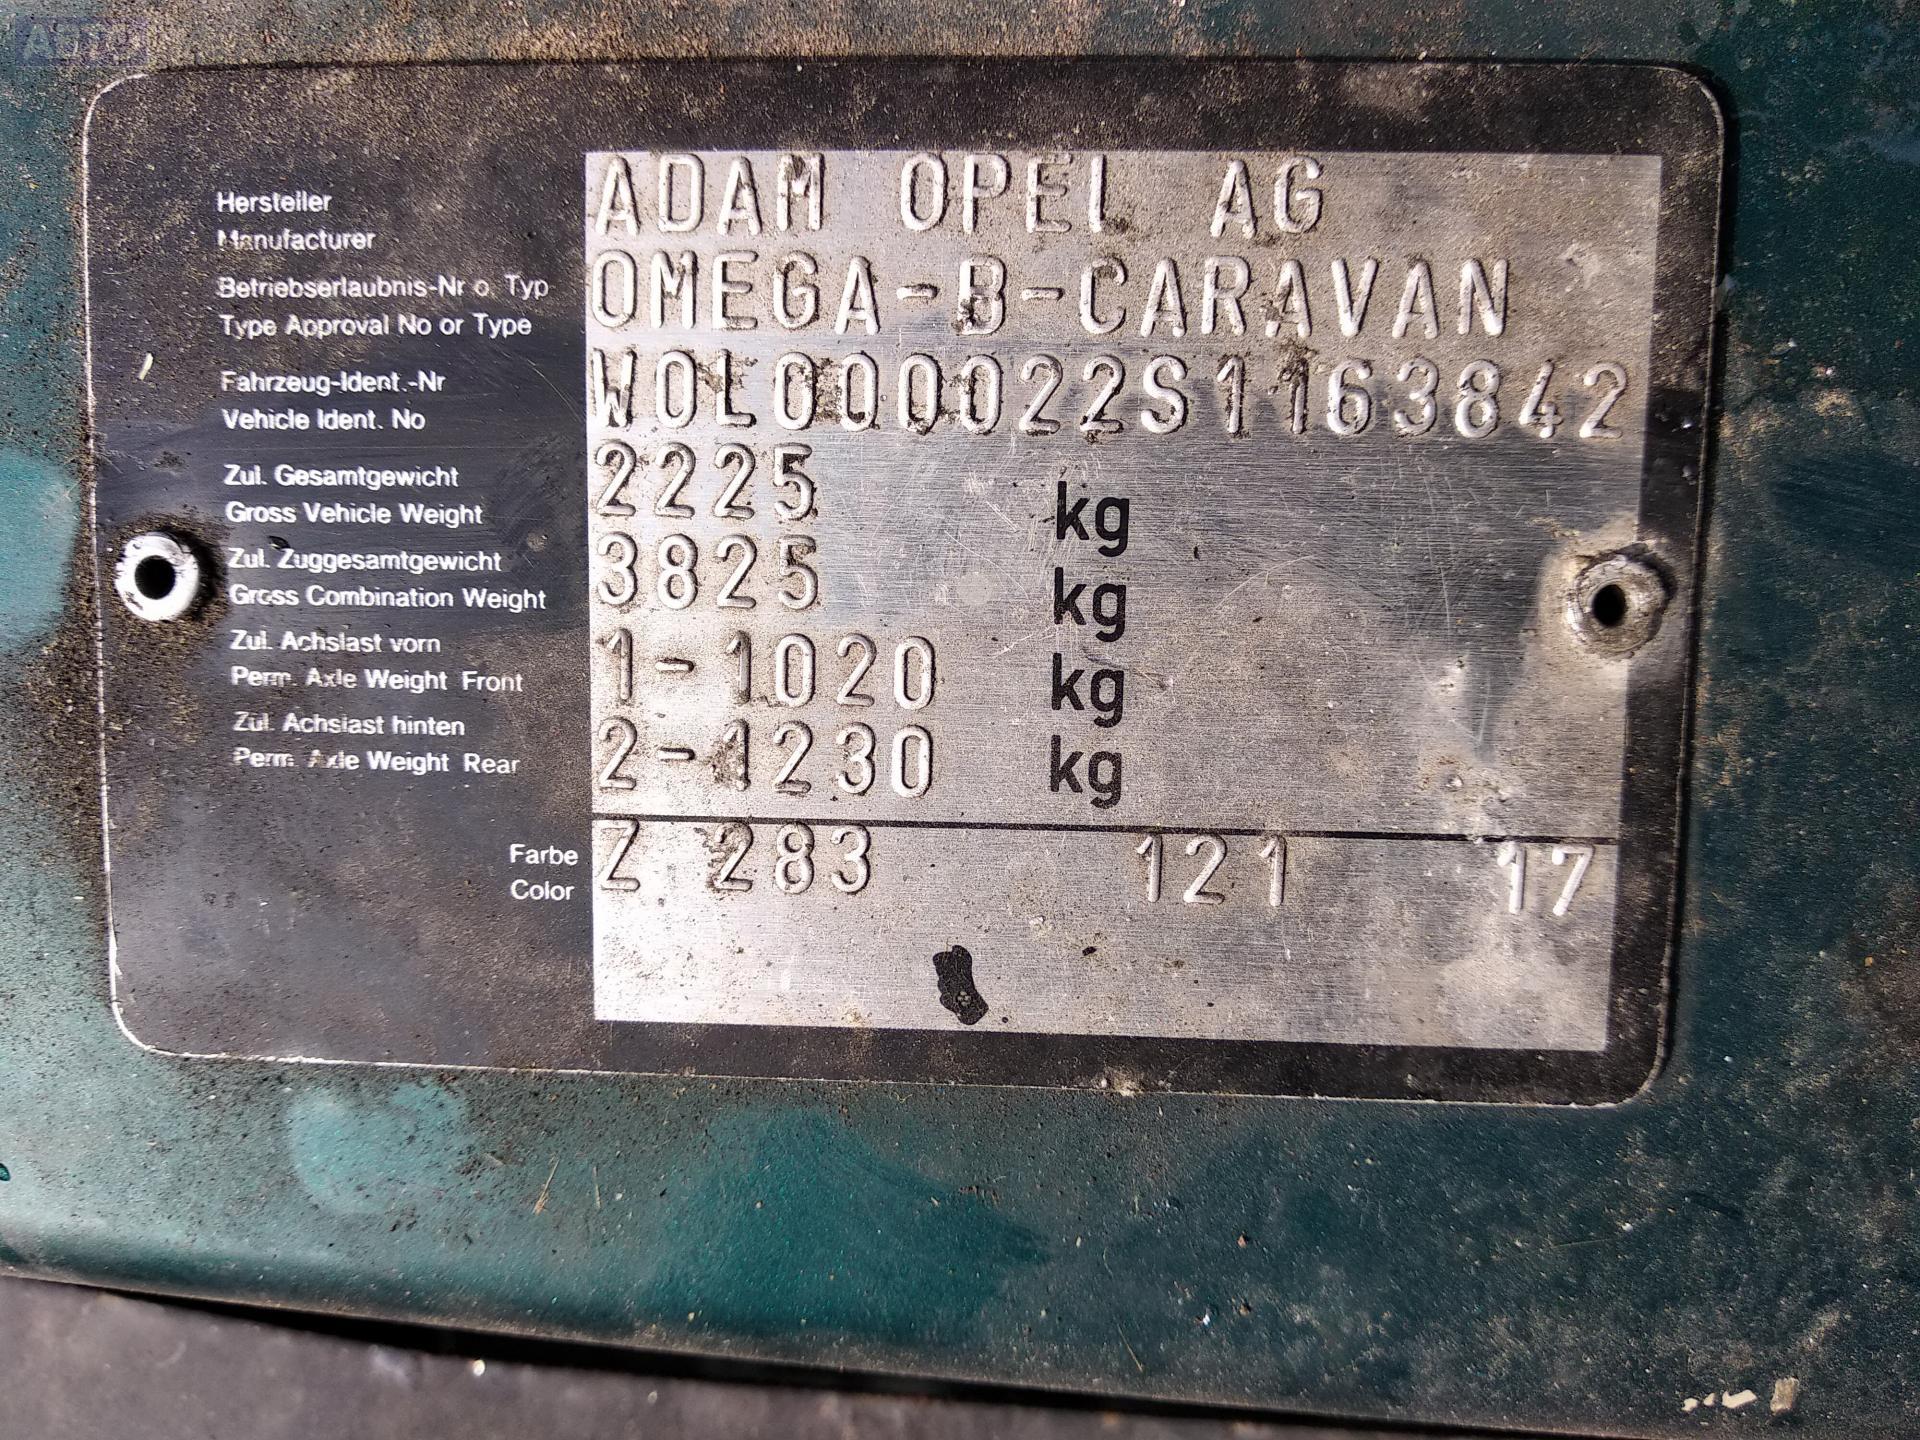 АБТО
Hersteller
Manufacturer
ADAM OPEL AG
Betriebserlaubnis-Nr o. Typ
Type Approval No or Type
OMEGA-B-CARAVAN
Fahrzeug-Ident.-Nr
Vehicle Ident. No
W0L000022S1163842
Zul. Gesamtgewicht
Gross Vehicle Weight
2225 kg
Zul. Zuggesamtgewicht
Gross Combination Weight
3825 kg
Zul. Achslast vorn
Perm. Axle Weight Front
1-1020 kg
Zul. Achslast hinten
Perm. Axle Weight Rear
2-1230 kg
Farbe
Color
Z 283 121 17